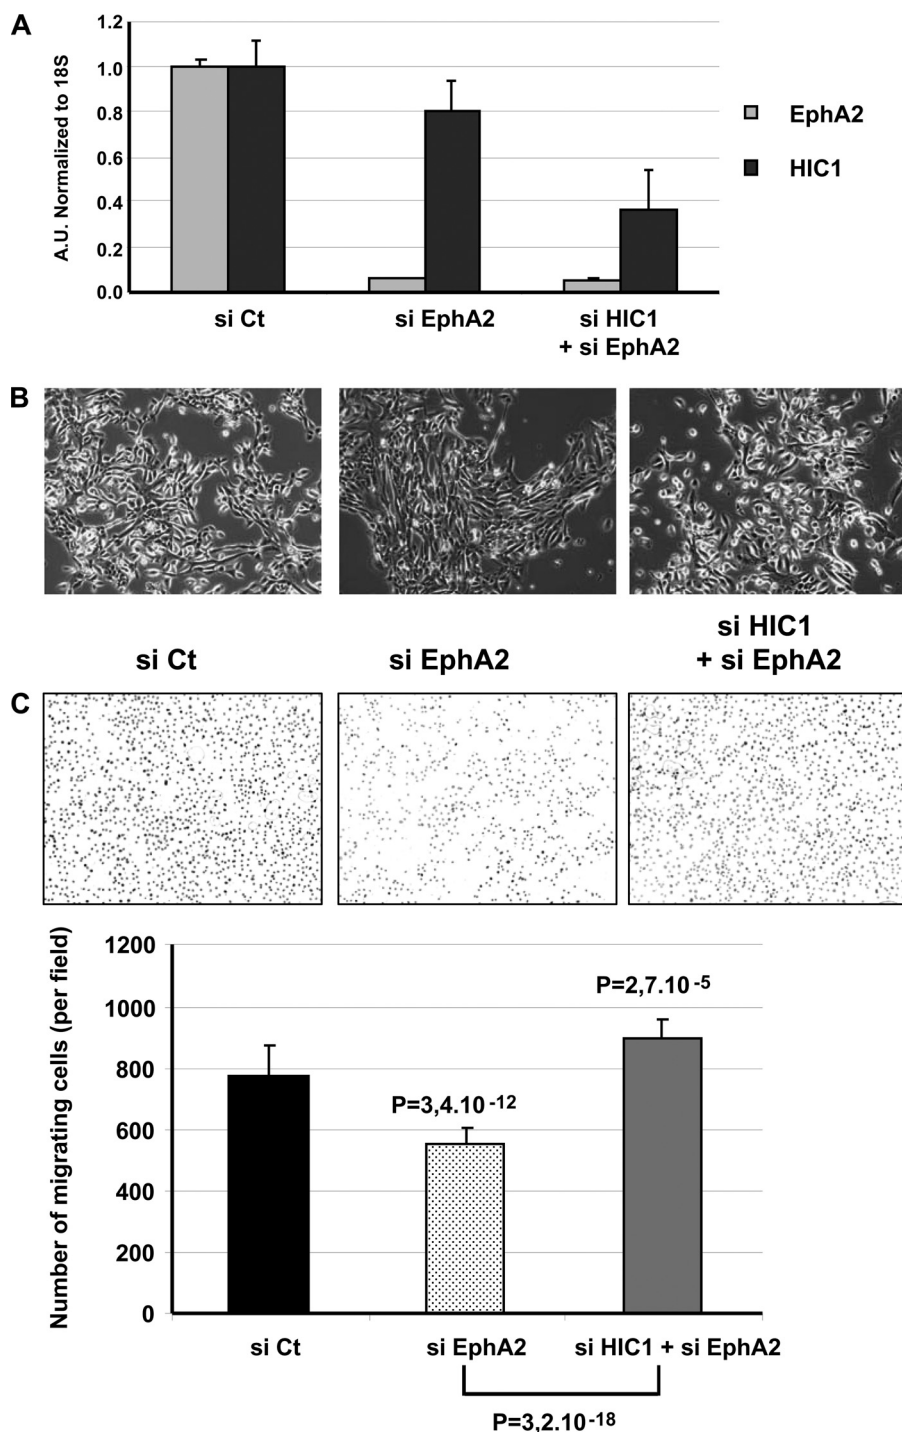 A
A.U. Normalized to 18S
1.2
1.0
0.8
0.6
0.4
0.2
0.0
EphA2
HIC1
si Ct
si EphA2
si HIC1
+ si EphA2
B
si Ct
si EphA2
si HIC1
+ si EphA2
C
Number of migrating cells (per field)
1200
1000
800
600
400
200
0
P=3,4.10 -12
P=2,7.10 -5
si Ct
si EphA2
si HIC1 + si EphA2
P=3,2.10 -18